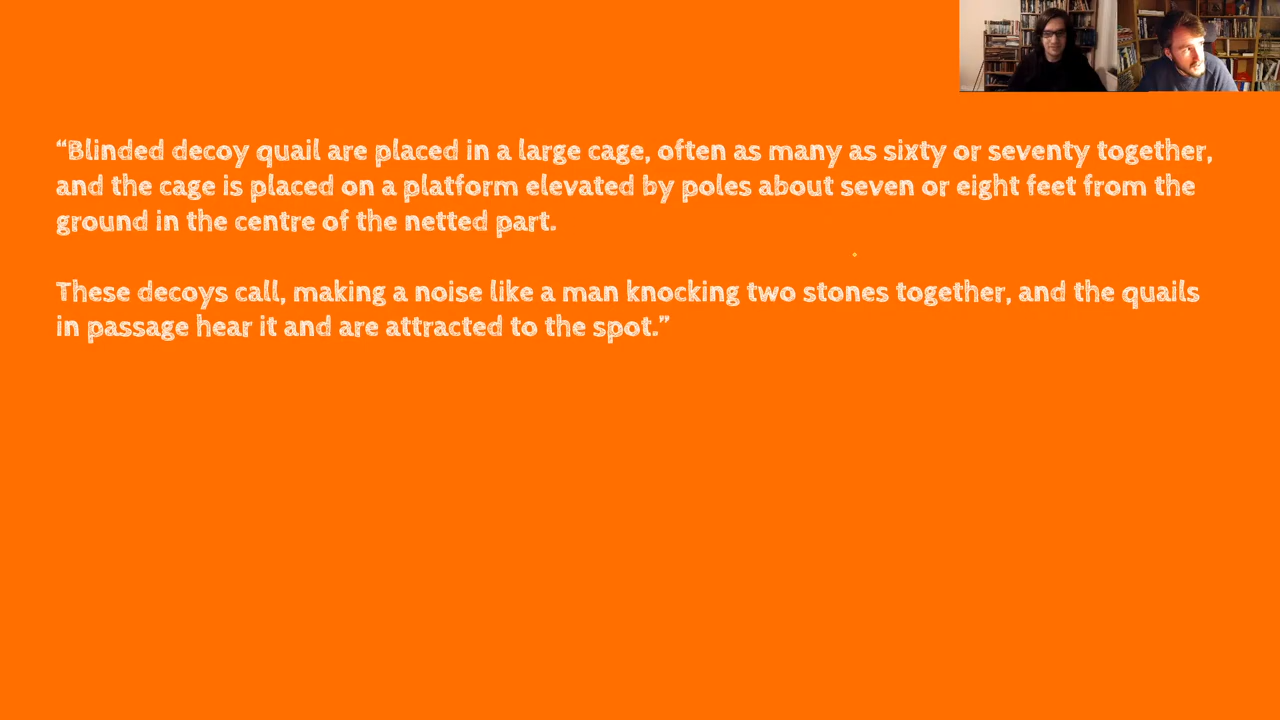 “Blinded decoy quail are placed in a large cage, often as many as sixty or seventy together,
and the cage is placed on a platform elevated by poles about seven or eight feet from the
ground in the centre of the netted part.
These decoys call, making a noise like a man knocking two stones together, and the quails
in passage hear it and are attracted to the spot.”